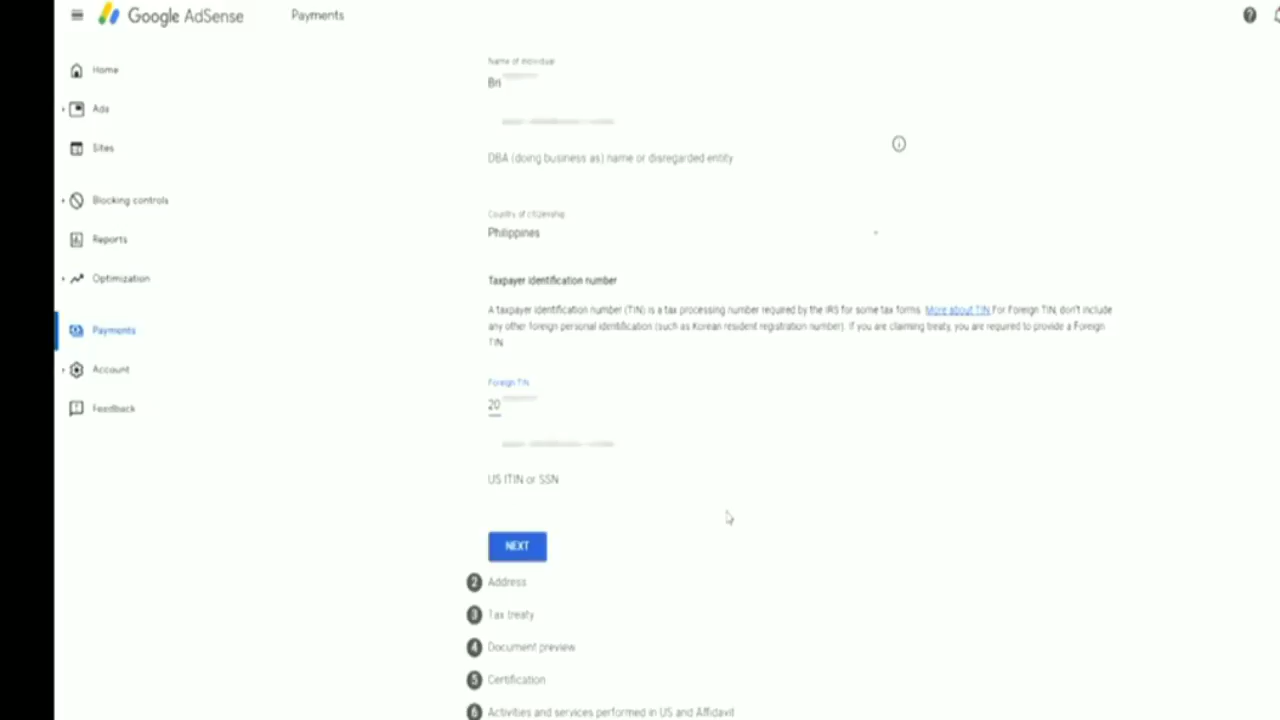 Google AdSense
Payments
Home
Ads
Sites
Blocking controls
Reports
Optimization
Payments
Account
Feedback
Name of individual
Bri
DBA (doing business as) name or disregarded entity
Country of citizenship
Philippines
Taxpayer identification number
A taxpayer identification number (TIN) is a tax processing number required by the IRS for some tax forms. More about TIN For Foreign TIN, don't include
any other foreign personal identification (such as Korean resident registration number). If you are claiming treaty, you are required to provide a Foreign
TIN.
Foreign TIN
20
US ITIN or SSN
NEXT
2 Address
3 Tax treaty
4 Document preview
5 Certification
6 Activities and services performed in US and Affidavit